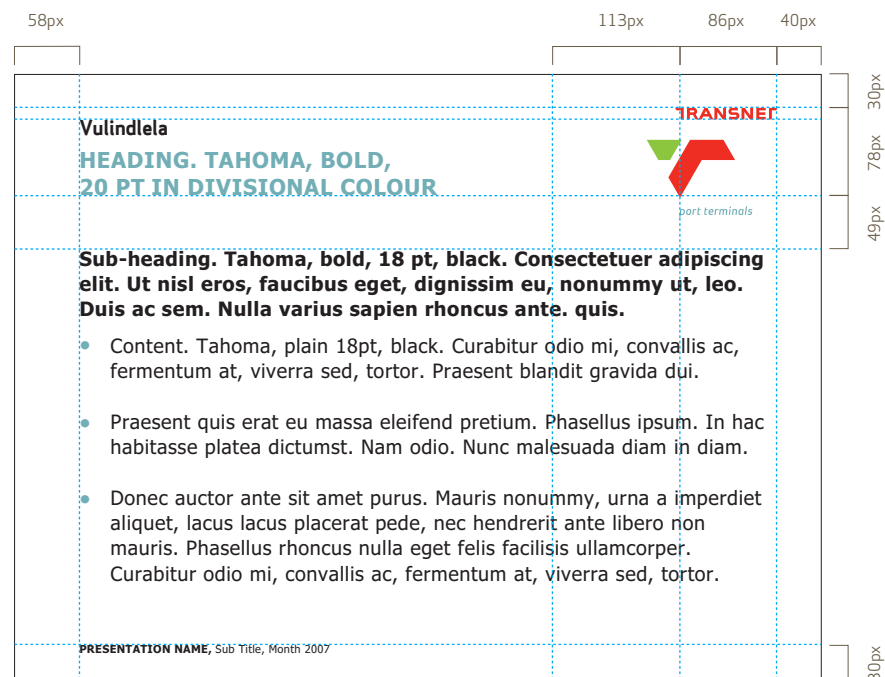 58px
113px
86px
40px
30px
78px
49px
TRANSNET
Vulindlela
HEADING. TAHOMA, BOLD,
20 PT IN DIVISIONAL COLOUR
port terminals
Sub-heading. Tahoma, bold, 18 pt, black. Consectetuer adipiscing
elit. Ut nisl eros, faucibus eget, dignissim eu, nonummy ut, leo.
Duis ac sem. Nulla varius sapien rhoncus ante. quis.
• Content. Tahoma, plain 18pt, black. Curabitur odio mi, convallis ac,
fermentum at, viverra sed, tortor. Praesent blandit gravida dui.
• Praesent quis erat eu massa eleifend pretium. Phasellus ipsum. In hac
habitasse platea dictumst. Nam odio. Nunc malesuada diam in diam.
• Donec auctor ante sit amet purus. Mauris nonummy, urna a imperdiet
aliquet, lacus lacus placerat pede, nec hendrerit ante libero non
mauris. Phasellus rhoncus nulla eget felis facilisis ullamcorper.
Curabitur odio mi, convallis ac, fermentum at, viverra sed, tortor.
PRESENTATION NAME, Sub Title, Month 2007